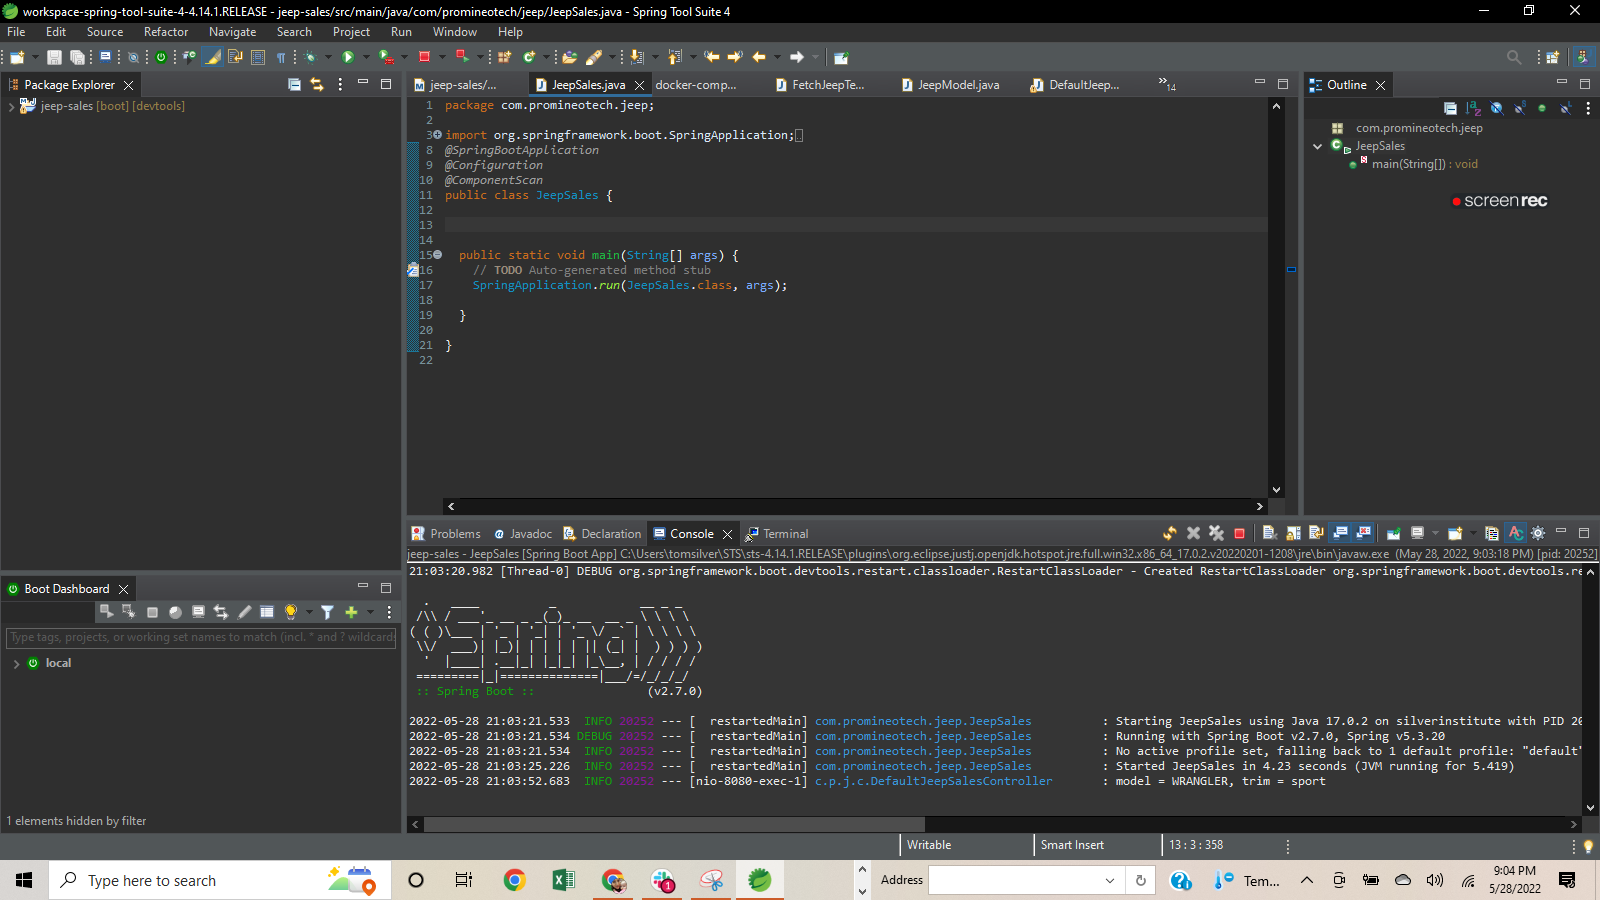 workspace-spring-tool-suite-4-4.14.1.RELEASE - jeep-sales/src/main/java/com/promineotech/jeep/JeepSales.java - Spring Tool Suite 4
File Edit Source Refactor Navigate Search Project Run Window Help
Package Explorer
jeep-sales [boot] [devtools]
jeep-sales/...
JeepSales.java
docker-comp...
FetchJeepTe...
JeepModel.java
DefaultJeep...
»14
1 package com.promineotech.jeep;
2
3 import org.springframework.boot.SpringApplication;
8 @SpringBootApplication
9 @Configuration
10 @ComponentScan
11 public class JeepSales {
12
13
14
15 public static void main(String[] args) {
16 // TODO Auto-generated method stub
17 SpringApplication.run(JeepSales.class, args);
18
19 }
20
21 }
22
Outline
com.promineotech.jeep
JeepSales
main(String[]) : void
screenrec
Boot Dashboard
Type tags, projects, or working set names to match (incl. * and ? wildcards
local
1 elements hidden by filter
Problems @ Javadoc Declaration Console Terminal
jeep-sales - JeepSales [Spring Boot App] C:\Users\tomsilver\STS\sts-4.14.1.RELEASE\plugins\org.eclipse.justj.openjdk.hotspot.jre.full.win32.x86_64_17.0.2.v20220201-1208\jre\bin\javaw.exe (May 28, 2022, 9:03:18 PM) [pid: 20252]
21:03:20.982 [Thread-0] DEBUG org.springframework.boot.devtools.restart.classloader.RestartClassLoader - Created RestartClassLoader org.springframework.boot.devtools.re
Spring
:: Spring Boot :: (v2.7.0)
2022-05-28 21:03:21.533 INFO 20252 --- [ restartedMain] com.promineotech.jeep.JeepSales : Starting JeepSales using Java 17.0.2 on silverinstitute with PID 20
2022-05-28 21:03:21.534 DEBUG 20252 --- [ restartedMain] com.promineotech.jeep.JeepSales : Running with Spring Boot v2.7.0, Spring v5.3.20
2022-05-28 21:03:21.534 INFO 20252 --- [ restartedMain] com.promineotech.jeep.JeepSales : No active profile set, falling back to 1 default profile: "default"
2022-05-28 21:03:25.226 INFO 20252 --- [ restartedMain] com.promineotech.jeep.JeepSales : Started JeepSales in 4.23 seconds (JVM running for 5.419)
2022-05-28 21:03:52.683 INFO 20252 --- [nio-8080-exec-1] c.p.j.c.DefaultJeepSalesController : model = WRANGLER, trim = sport
Writable
Smart Insert
13 : 3 : 358
Type here to search
1
Address
Tem...
9:04 PM
5/28/2022